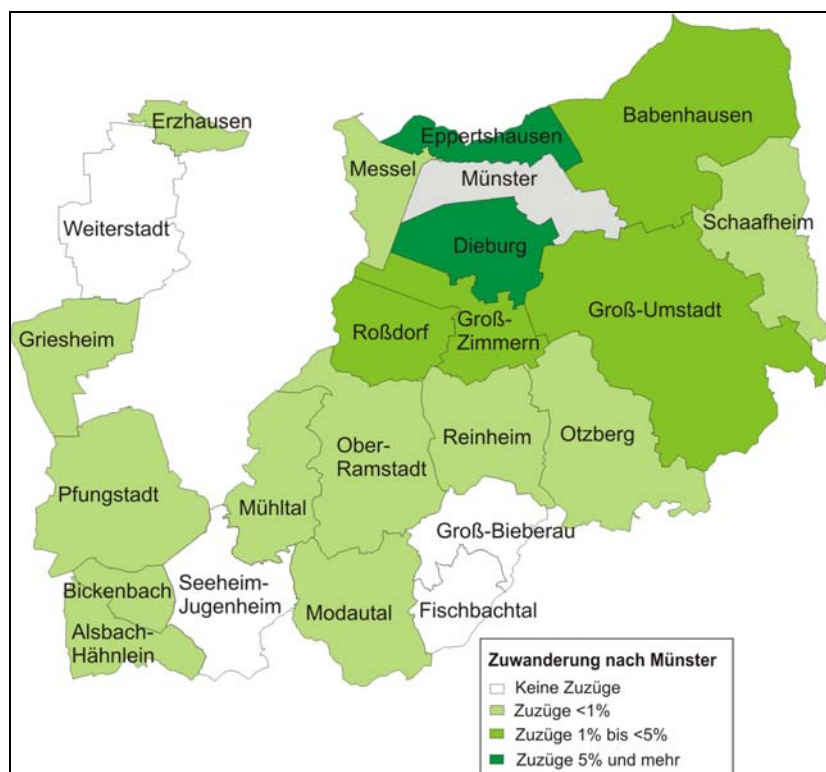 Erzhausen
Babenhausen
Eppertshausen
Messel
Münster
Weiterstadt
Schaafheim
Dieburg
Groß-Umstadt
Griesheim
Roßdorf
Groß-
Zimmern
Ober-
Ramstadt
Reinheim
Otzberg
Pfungstadt
Mühltal
Groß-Bieberau
Bickenbach
Seeheim-
Jugenheim
Modautal
Fischbachtal
Alsbach-
Hähnlein
Zuwanderung nach Münster
Keine Zuzüge
Zuzüge <1%
Zuzüge 1% bis <5%
Zuzüge 5% und mehr